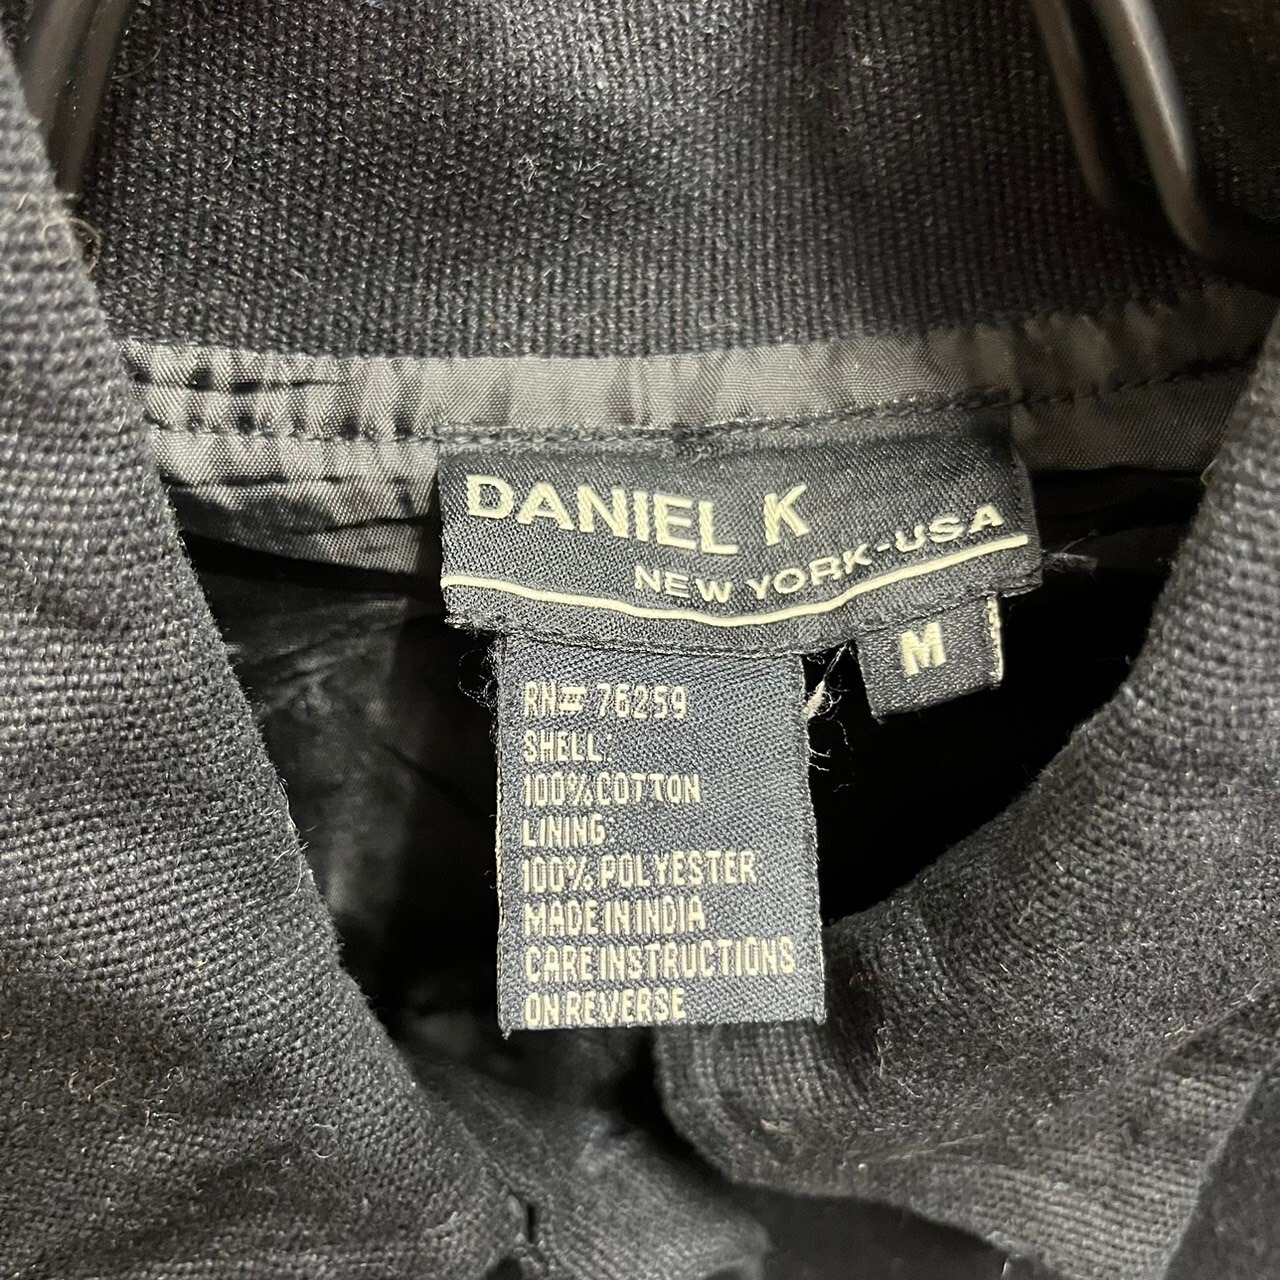 DANIEL K
NEW YORK-USA
M
RN# 76259
SHELL:
100% COTTON
LINING:
100% POLYESTER
MADE IN INDIA
CARE INSTRUCTIONS
ON REVERSE